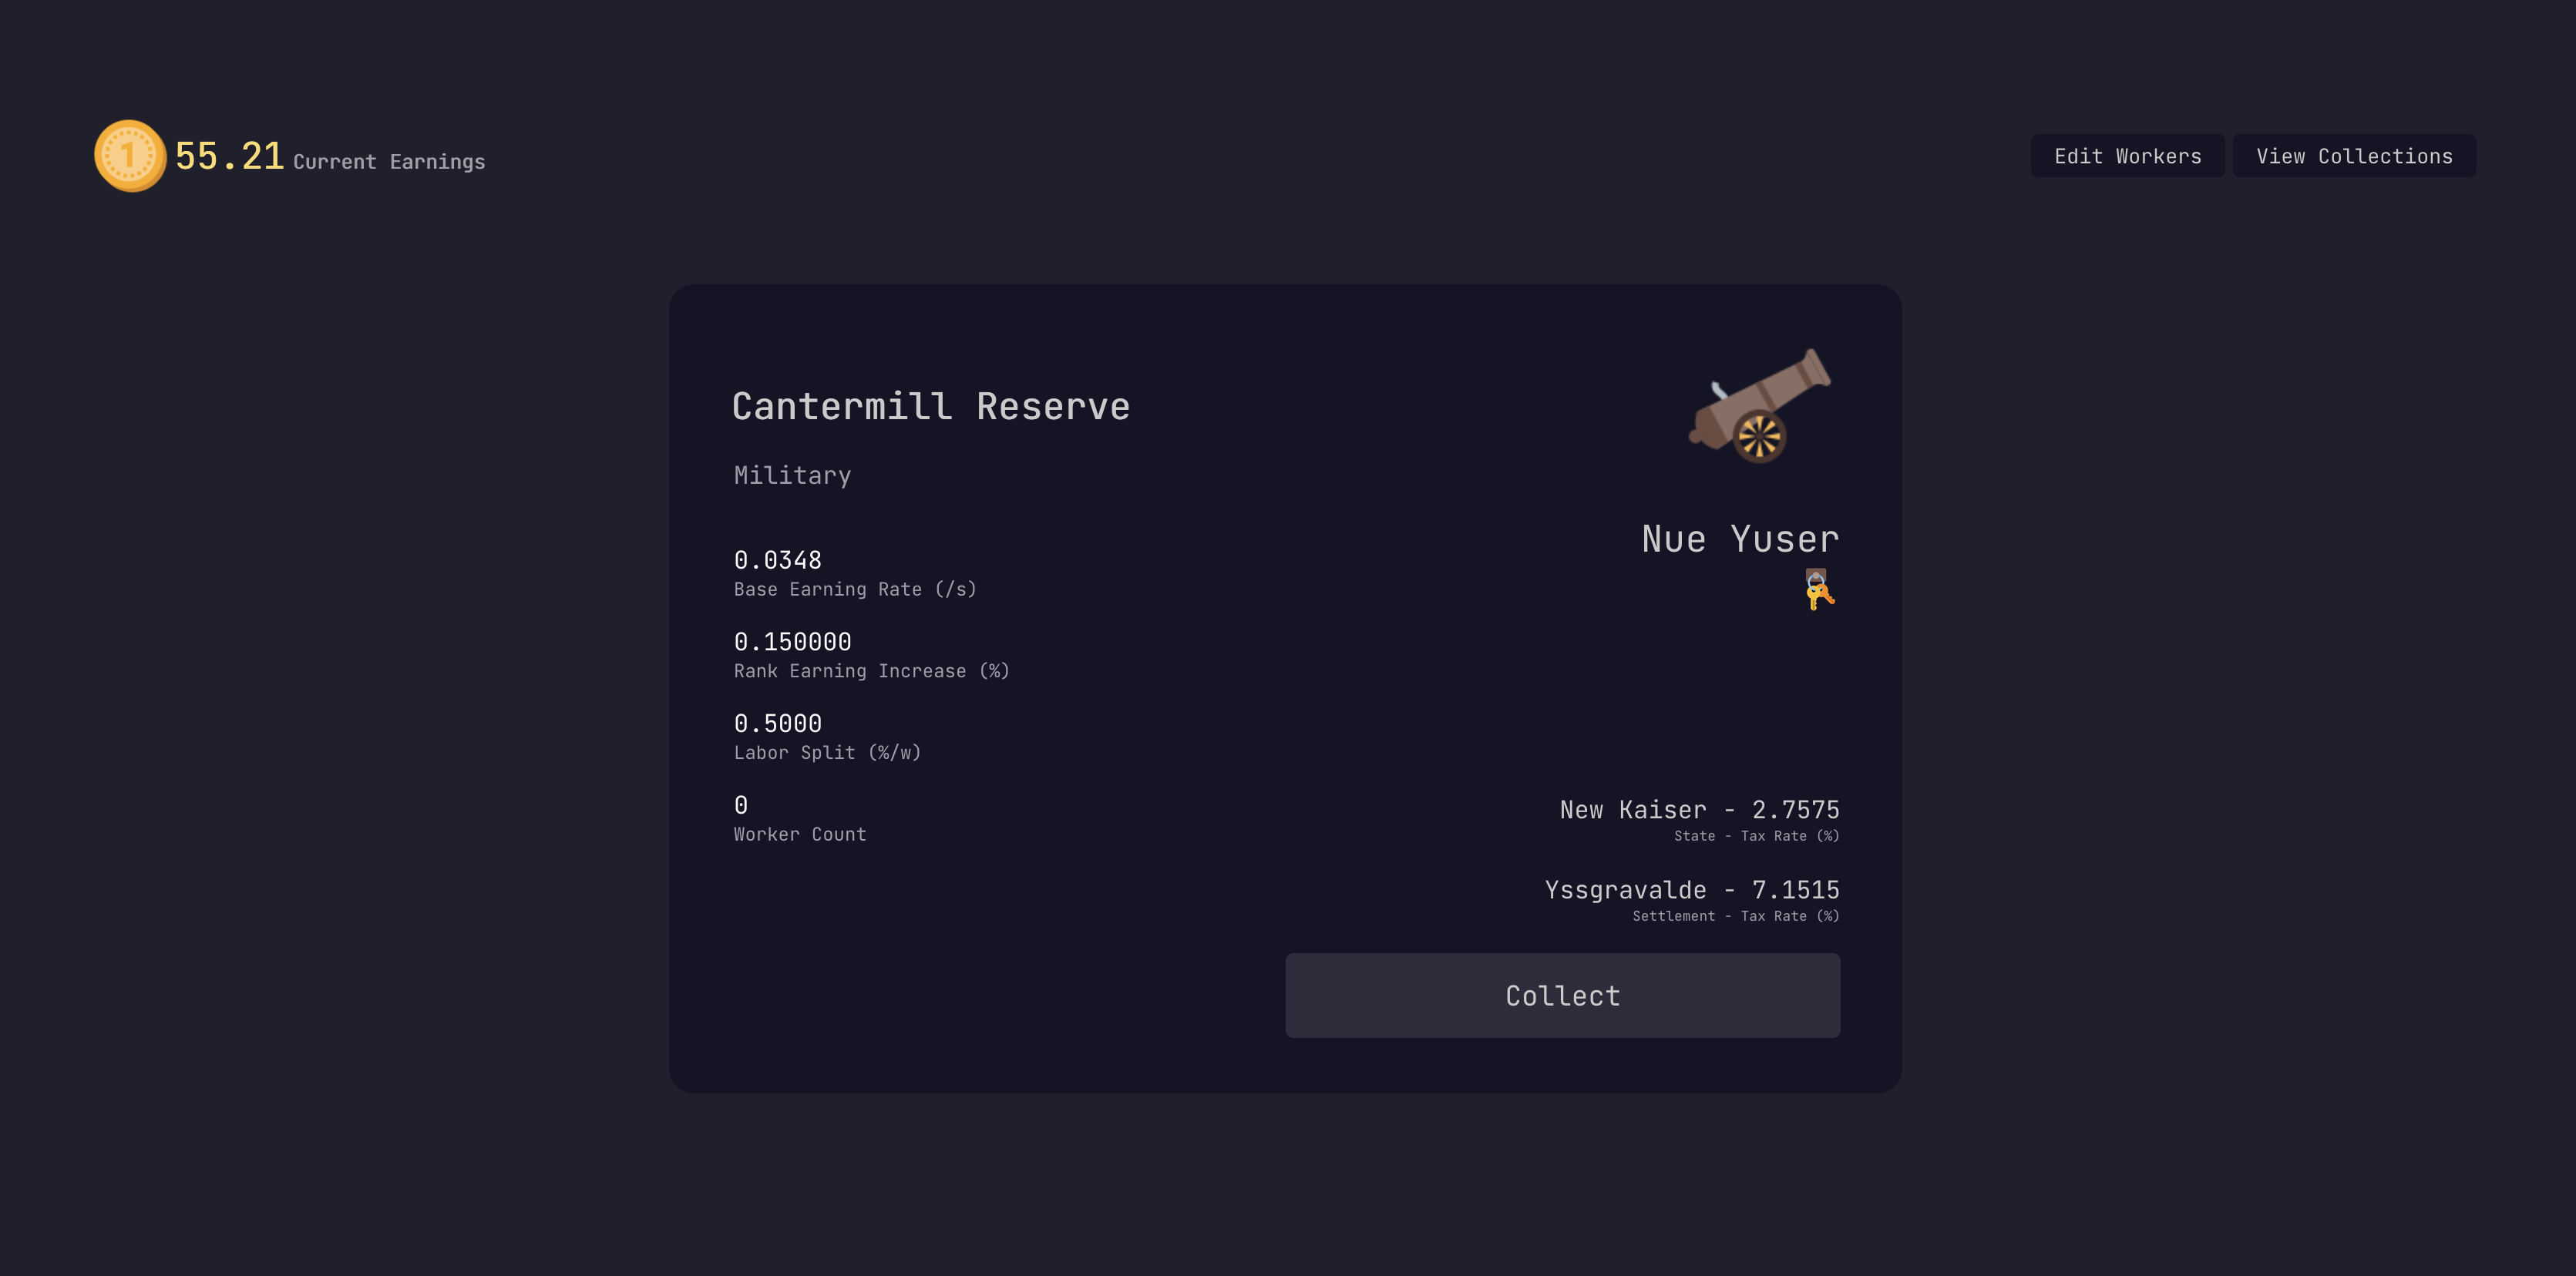 1
55.21 Current Earnings
Edit Workers
View Collections
Cantermill Reserve
Military
0.0348
Base Earning Rate (/s)
0.150000
Rank Earning Increase (%)
0.5000
Labor Split (%/w)
0
Worker Count
Nue Yuser
New Kaiser - 2.7575
State - Tax Rate (%)
Yssgravalde - 7.1515
Settlement - Tax Rate (%)
Collect